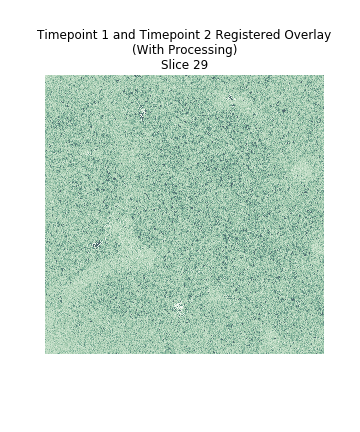 Timepoint 1 and Timepoint 2 Registered Overlay
(With Processing)
Slice 29